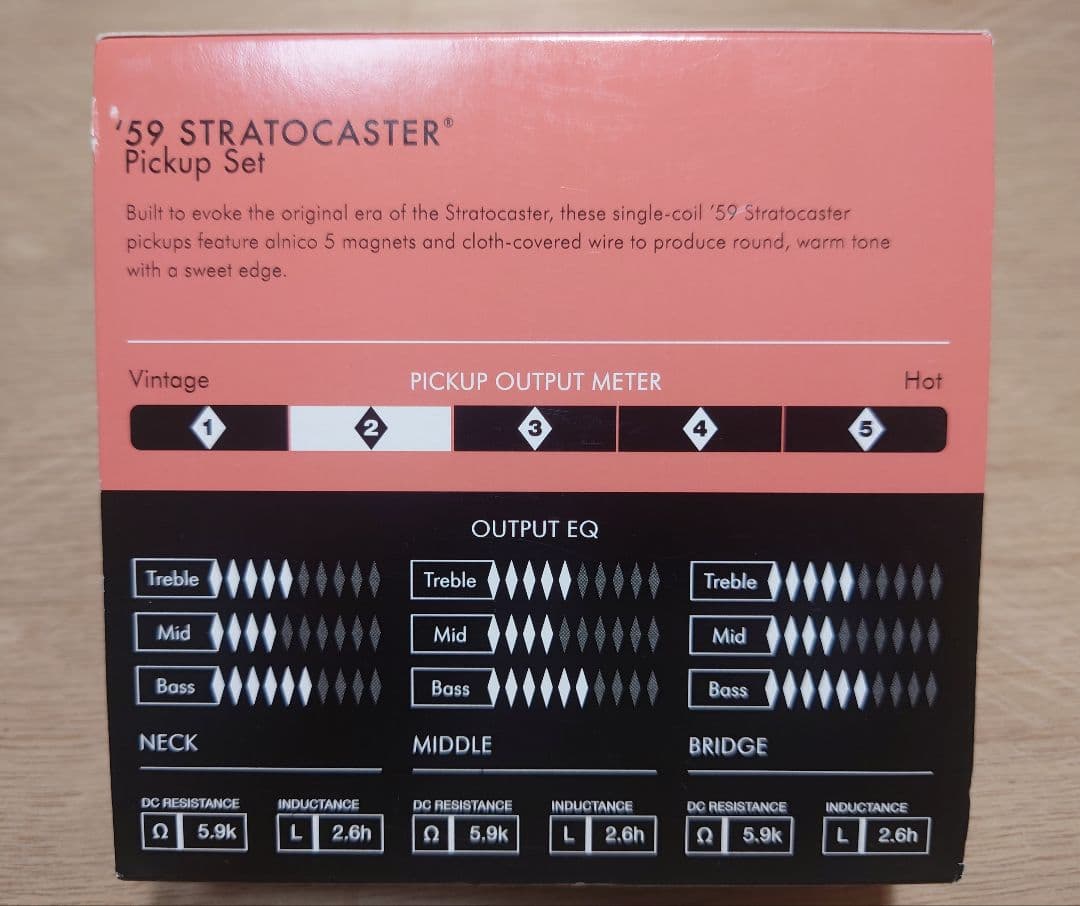 '59 STRATOCASTER®
Pickup Set
Built to evoke the original era of the Stratocaster, these single-coil '59 Stratocaster
pickups feature alnico 5 magnets and cloth-covered wire to produce round, warm tone
with a sweet edge.
Vintage PICKUP OUTPUT METER Hot
1 2 3 4 5
OUTPUT EQ
Treble Treble Treble
Mid Mid Mid
Bass Bass Bass
NECK MIDDLE BRIDGE
DC RESISTANCE INDUCTANCE DC RESISTANCE INDUCTANCE DC RESISTANCE INDUCTANCE
Ω 5.9k L 2.6h Ω 5.9k L 2.6h Ω 5.9k L 2.6h